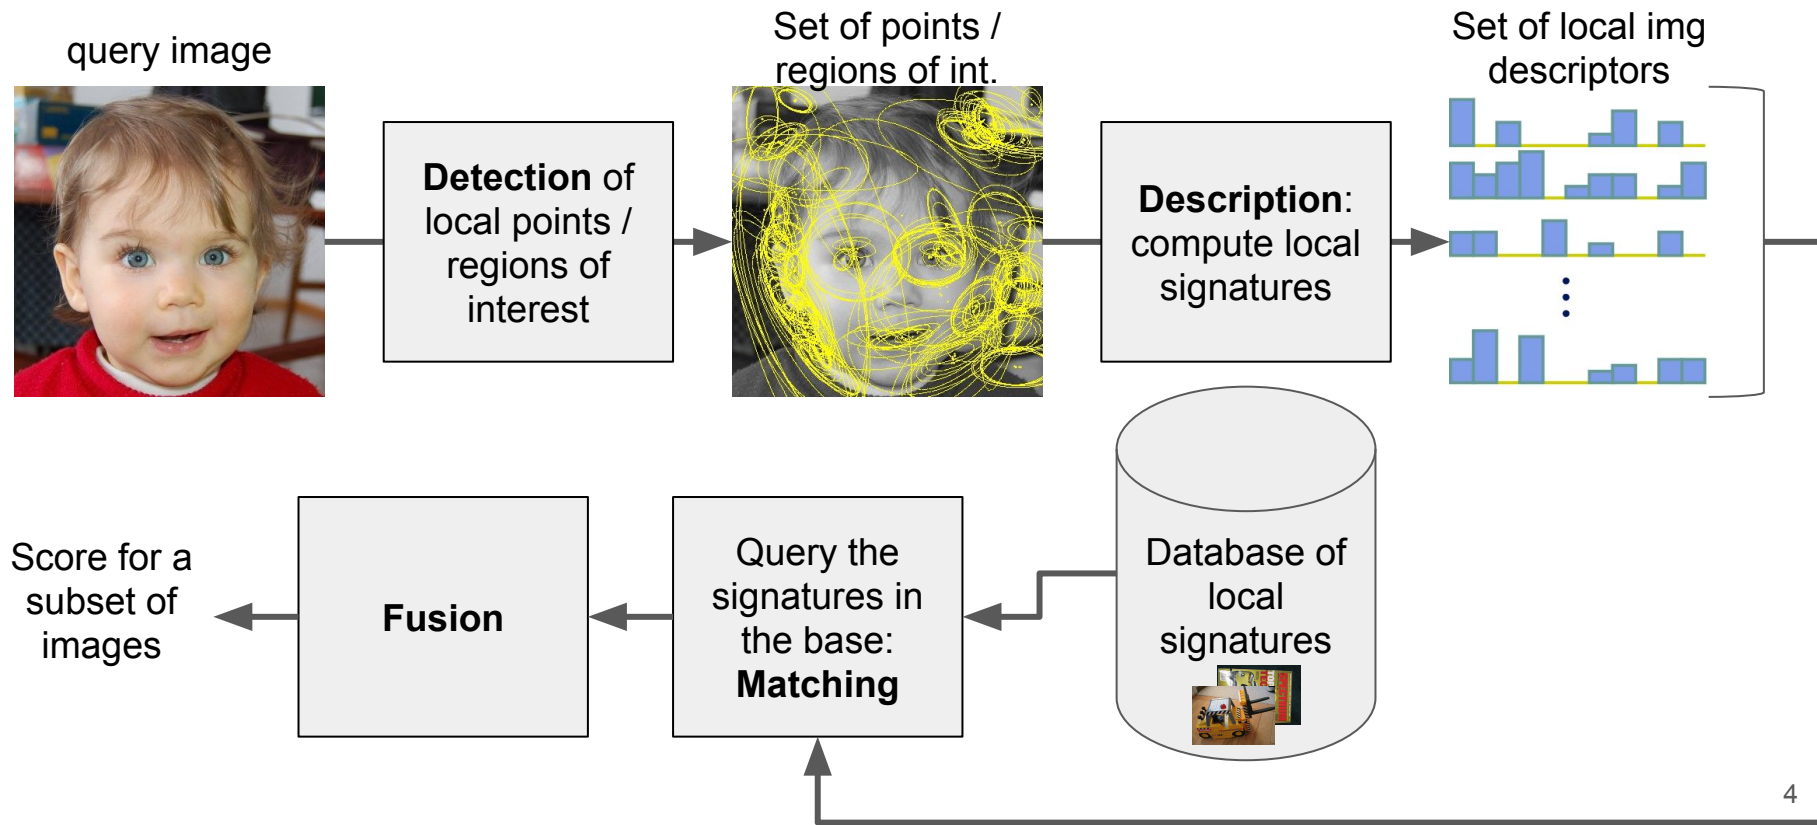 query image
Set of points /
regions of int.
Set of local img
descriptors
Detection of
local points /
regions of
interest
Description:
compute local
signatures
Score for a
subset of
images
Fusion
Query the
signatures in
the base:
Matching
Database of
local
signatures
4